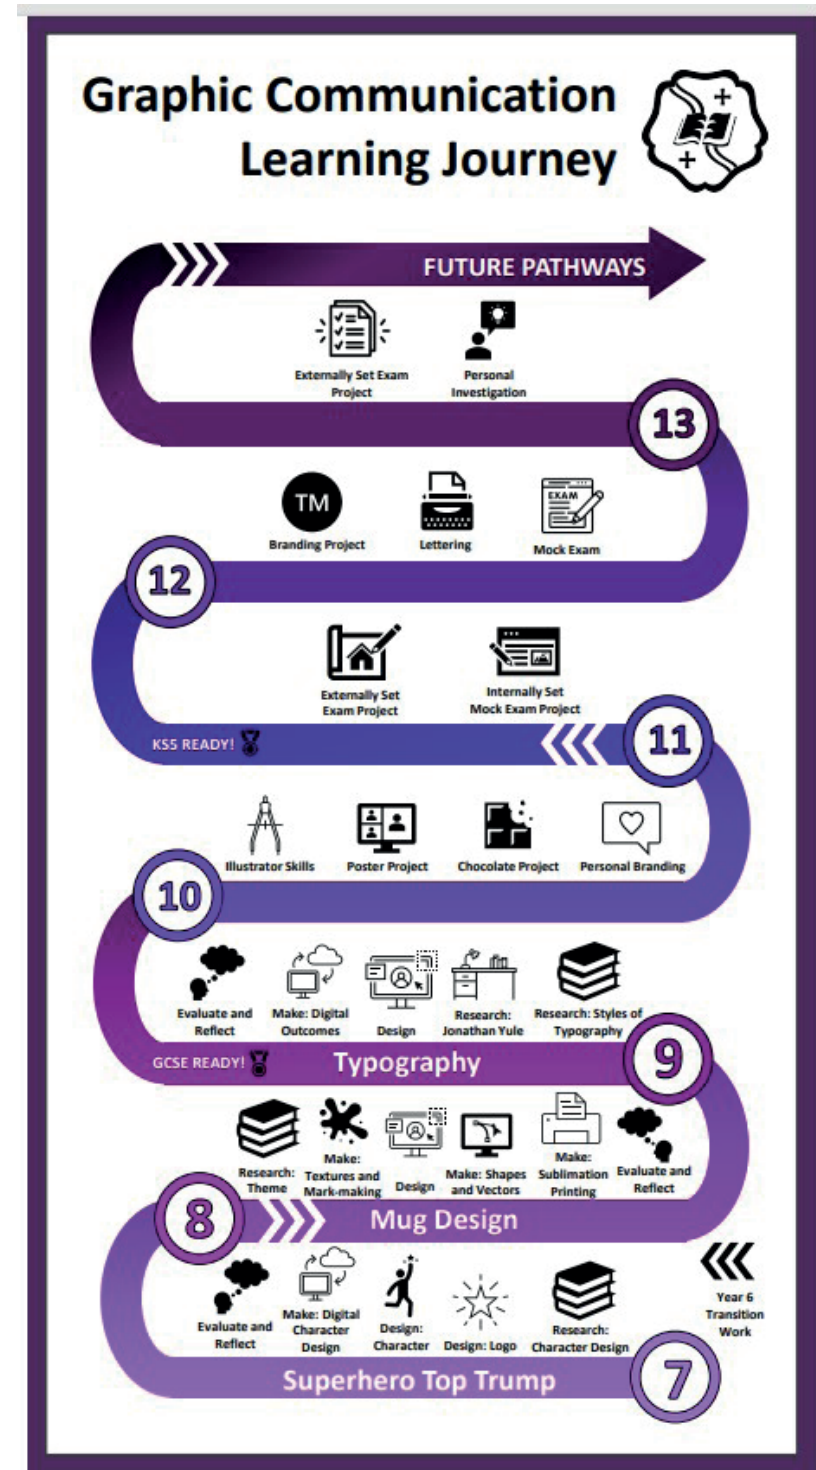 Graphic Communication
Learning Journey
FUTURE PATHWAYS
Externally Set Exam
Project
Personal
Investigation
13
TM
EXAM
Branding Project
Lettering
Mock Exam
12
Externally Set
Exam Project
Internally Set
Mock Exam Project
KS5 READY!
11
Illustrator Skills
Poster Project
Chocolate Project
Personal Branding
10
Evaluate and
Reflect
Make: Digital
Outcomes
Design
Research:
Jonathan Yule
Research: Styles of
Typography
GCSE READY!
Typography
9
Research:
Theme
Make:
Textures and
Mark-making
Design
Make: Shapes
and Vectors
Make:
Sublimation
Printing
Evaluate and
Reflect
8
Mug Design
Year 6
Transition
Work
Evaluate and
Reflect
Make: Digital
Character
Design
Design:
Character
Design: Logo
Research:
Character Design
Superhero Top Trump
7